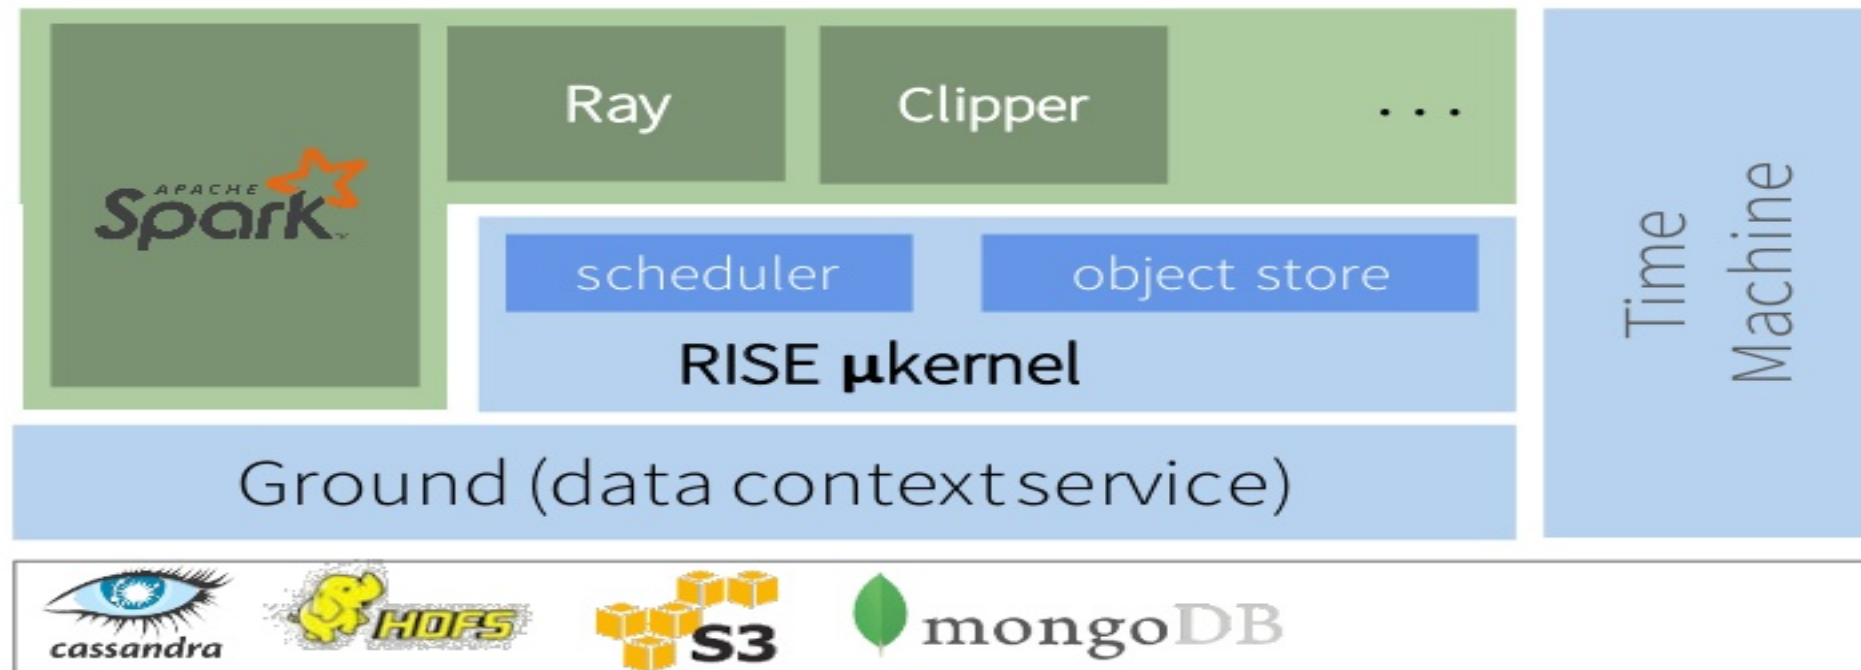 Ray
Clipper
...
APACHE
Spark
scheduler
object store
RISE μkernel
Time
Machine
Ground (data context service)
cassandra
HDFS
S3
mongoDB